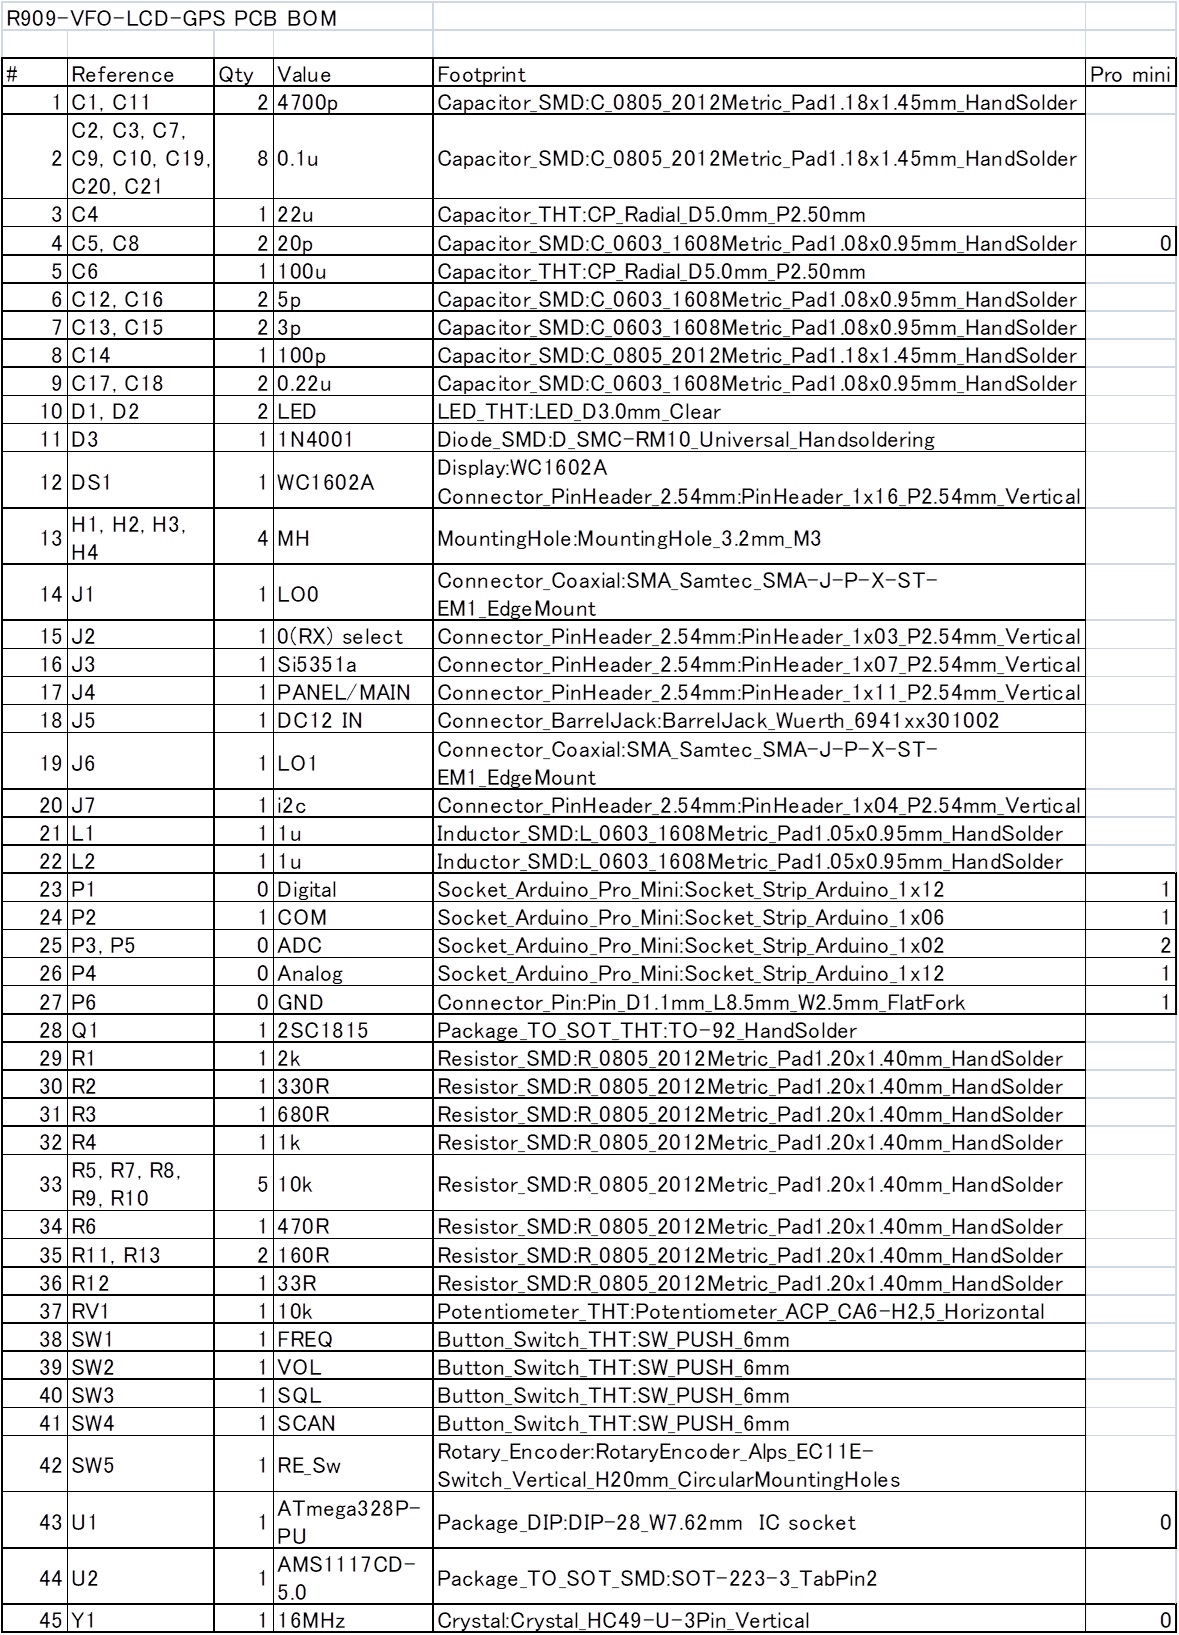 R909-VFO-LCD-GPS PCB BOM
# Reference Qty Value Footprint Pro mini
1 C1, C11 2 4700p Capacitor_SMD:C_0805_2012Metric_Pad1.18x1.45mm_HandSolder
C2, C3, C7,
2 C9, C10, C19, 8 0.1u Capacitor_SMD:C_0805_2012Metric_Pad1.18x1.45mm_HandSolder
C20, C21
3 C4 1 22u Capacitor_THT:CP_Radial_D5.0mm_P2.50mm
4 C5, C8 2 20p Capacitor_SMD:C_0603_1608Metric_Pad1.08x0.95mm_HandSolder 0
5 C6 1 100u Capacitor_THT:CP_Radial_D5.0mm_P2.50mm
6 C12, C16 2 5p Capacitor_SMD:C_0603_1608Metric_Pad1.08x0.95mm_HandSolder
7 C13, C15 2 3p Capacitor_SMD:C_0603_1608Metric_Pad1.08x0.95mm_HandSolder
8 C14 1 100p Capacitor_SMD:C_0805_2012Metric_Pad1.18x1.45mm_HandSolder
9 C17, C18 2 0.22u Capacitor_SMD:C_0603_1608Metric_Pad1.08x0.95mm_HandSolder
10 D1, D2 2 LED LED_THT:LED_D3.0mm_Clear
11 D3 1 1N4001 Diode_SMD:D_SMC-RM10_Universal_Handsoldering
12 DS1 1 WC1602A Display:WC1602A
Connector_PinHeader_2.54mm:PinHeader_1x16_P2.54mm_Vertical
13 H1, H2, H3, 4 MH MountingHole:MountingHole_3.2mm_M3
H4
14 J1 1 LO0 Connector_Coaxial:SMA_Samtec_SMA-J-P-X-ST-
EM1_EdgeMount
15 J2 1 0(RX) select Connector_PinHeader_2.54mm:PinHeader_1x03_P2.54mm_Vertical
16 J3 1 Si5351a Connector_PinHeader_2.54mm:PinHeader_1x07_P2.54mm_Vertical
17 J4 1 PANEL/MAIN Connector_PinHeader_2.54mm:PinHeader_1x11_P2.54mm_Vertical
18 J5 1 DC12 IN Connector_BarrelJack:BarrelJack_Wuerth_6941xx301002
19 J6 1 LO1 Connector_Coaxial:SMA_Samtec_SMA-J-P-X-ST-
EM1_EdgeMount
20 J7 1 i2c Connector_PinHeader_2.54mm:PinHeader_1x04_P2.54mm_Vertical
21 L1 1 1u Inductor_SMD:L_0603_1608Metric_Pad1.05x0.95mm_HandSolder
22 L2 1 1u Inductor_SMD:L_0603_1608Metric_Pad1.05x0.95mm_HandSolder
23 P1 0 Digital Socket_Arduino_Pro_Mini:Socket_Strip_Arduino_1x12 1
24 P2 1 COM Socket_Arduino_Pro_Mini:Socket_Strip_Arduino_1x06 1
25 P3, P5 0 ADC Socket_Arduino_Pro_Mini:Socket_Strip_Arduino_1x02 2
26 P4 0 Analog Socket_Arduino_Pro_Mini:Socket_Strip_Arduino_1x12 1
27 P6 0 GND Connector_Pin:Pin_D1.1mm_L8.5mm_W2.5mm_FlatFork 1
28 Q1 1 2SC1815 Package_TO_SOT_THT:TO-92_HandSolder
29 R1 1 2k Resistor_SMD:R_0805_2012Metric_Pad1.20x1.40mm_HandSolder
30 R2 1 330R Resistor_SMD:R_0805_2012Metric_Pad1.20x1.40mm_HandSolder
31 R3 1 680R Resistor_SMD:R_0805_2012Metric_Pad1.20x1.40mm_HandSolder
32 R4 1 1k Resistor_SMD:R_0805_2012Metric_Pad1.20x1.40mm_HandSolder
33 R5, R7, R8, 5 10k Resistor_SMD:R_0805_2012Metric_Pad1.20x1.40mm_HandSolder
R9, R10
34 R6 1 470R Resistor_SMD:R_0805_2012Metric_Pad1.20x1.40mm_HandSolder
35 R11, R13 2 160R Resistor_SMD:R_0805_2012Metric_Pad1.20x1.40mm_HandSolder
36 R12 1 33R Resistor_SMD:R_0805_2012Metric_Pad1.20x1.40mm_HandSolder
37 RV1 1 10k Potentiometer_THT:Potentiometer_ACP_CA6-H2,5_Horizontal
38 SW1 1 FREQ Button_Switch_THT:SW_PUSH_6mm
39 SW2 1 VOL Button_Switch_THT:SW_PUSH_6mm
40 SW3 1 SQL Button_Switch_THT:SW_PUSH_6mm
41 SW4 1 SCAN Button_Switch_THT:SW_PUSH_6mm
42 SW5 1 RE_Sw Rotary_Encoder:RotaryEncoder_Alps_EC11E-
Switch_Vertical_H20mm_CircularMountingHoles
43 U1 1 ATmega328P- Package_DIP:DIP-28_W7.62mm IC socket 0
PU
44 U2 1 AMS1117CD- Package_TO_SOT_SMD:SOT-223-3_TabPin2
5.0
45 Y1 1 16MHz Crystal:Crystal_HC49-U-3Pin_Vertical 0